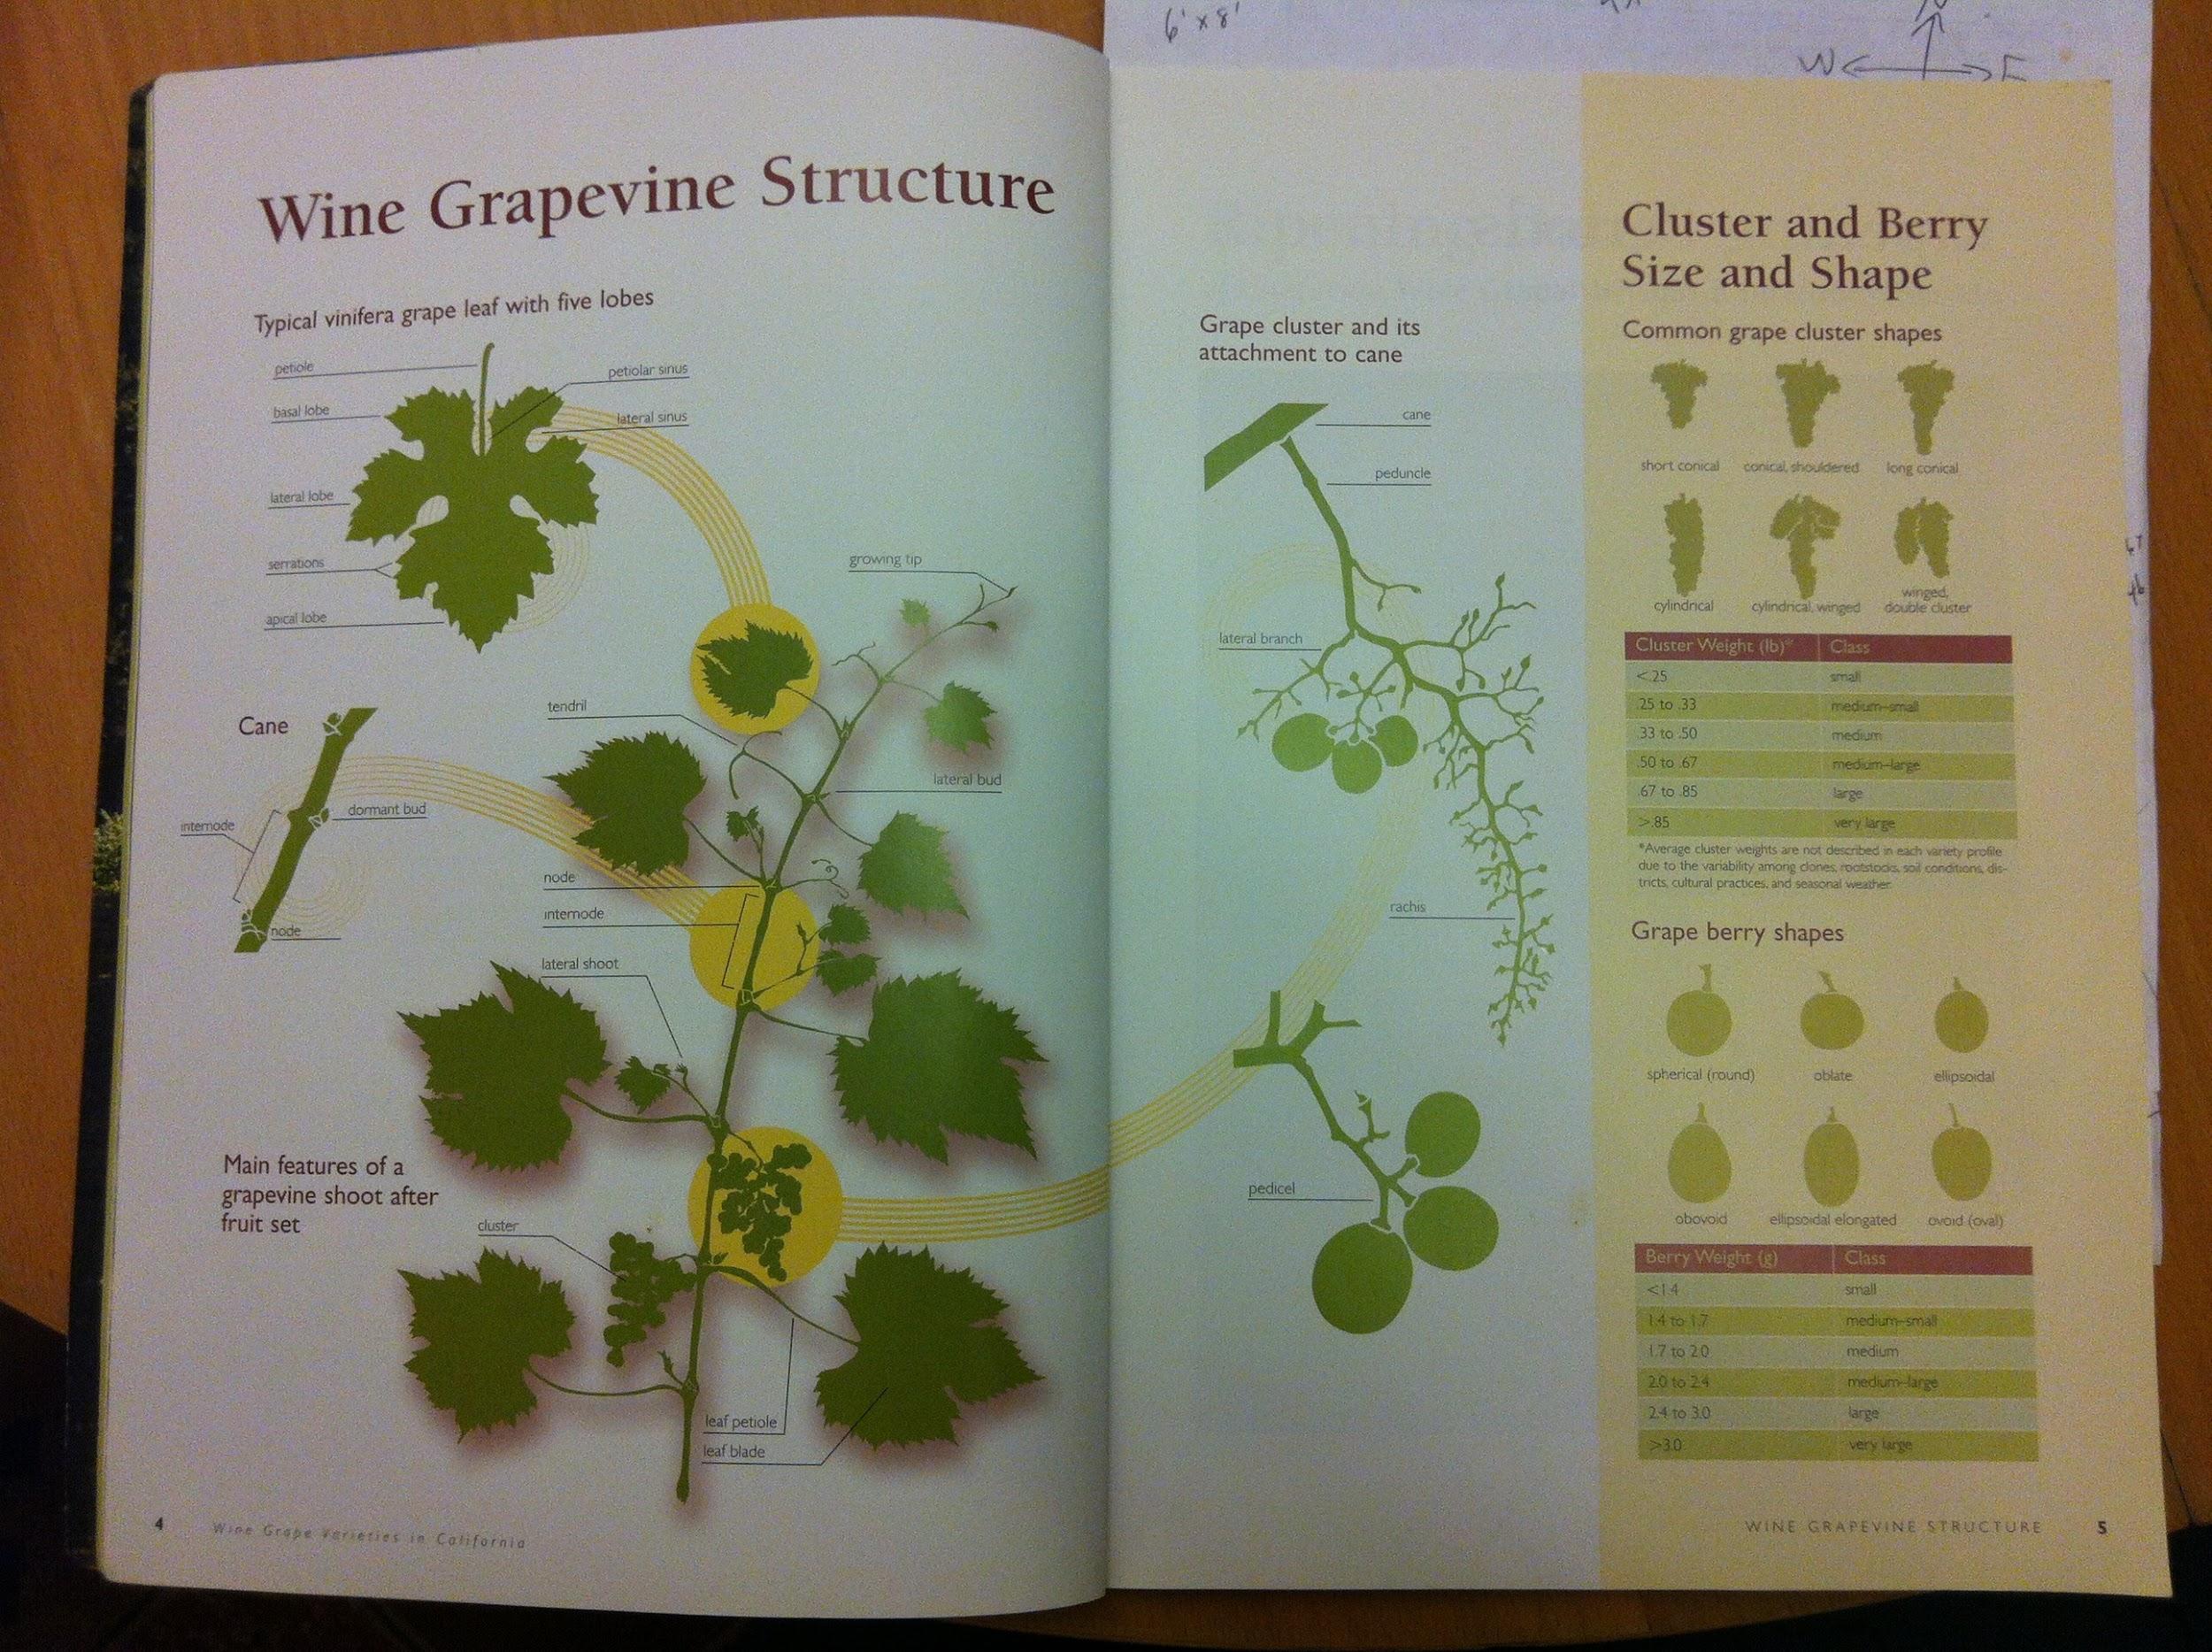 6' x 8'
W
E
Wine Grapevine Structure
Typical vinifera grape leaf with five lobes
petiole
petiolar sinus
basal lobe
lateral sinus
lateral lobe
serrations
apical lobe
growing tip
tendril
Cane
lateral bud
dormant bud
internode
node
node
internode
lateral shoot
Main features of a
grapevine shoot after
fruit set
cluster
leaf petiole
leaf blade
4
Wine Grape Varieties in California
Grape cluster and its
attachment to cane
cane
peduncle
lateral branch
rachis
pedicel
Cluster and Berry
Size and Shape
Common grape cluster shapes
short conical
conical, shouldered
long conical
cylindrical
cylindrical, winged
winged,
double cluster
Cluster Weight (lb)* Class
<.25 small
.25 to .33 medium–small
.33 to .50 medium
.50 to .67 medium–large
.67 to .85 large
>.85 very large
*Average cluster weights are not described in each variety profile
due to the variability among clones, rootstocks, soil conditions, dis-
tricts, cultural practices, and seasonal weather.
Grape berry shapes
spherical (round)
oblate
ellipsoidal
obovoid
ellipsoidal elongated
ovoid (oval)
Berry Weight (g) Class
<1.4 small
1.4 to 1.7 medium–small
1.7 to 2.0 medium
2.0 to 2.4 medium–large
2.4 to 3.0 large
>3.0 very large
WINE GRAPEVINE STRUCTURE 5